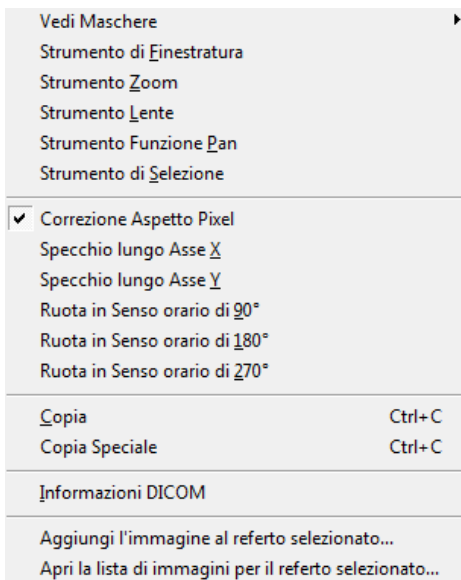 Vedi Maschere
Strumento di Finestratura
Strumento Zoom
Strumento Lente
Strumento Funzione Pan
Strumento di Selezione
Correzione Aspetto Pixel
Specchio lungo Asse X
Specchio lungo Asse Y
Ruota in Senso orario di 90°
Ruota in Senso orario di 180°
Ruota in Senso orario di 270°
Copia Ctrl+C
Copia Speciale Ctrl+C
Informazioni DICOM
Aggiungi l'immagine al referto selezionato...
Apri la lista di immagini per il referto selezionato...